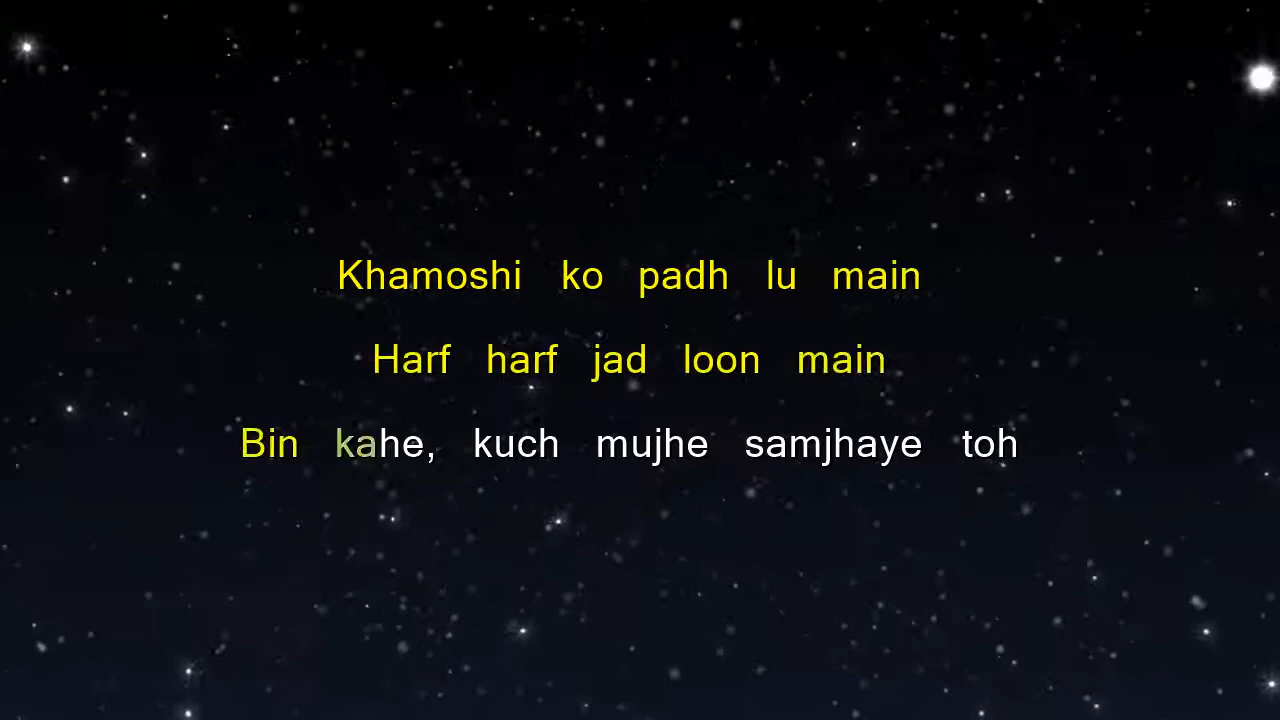 Khamoshi ko padh lu main
Harf harf jad loon main
Bin kahe, kuch mujhe samjhaye toh